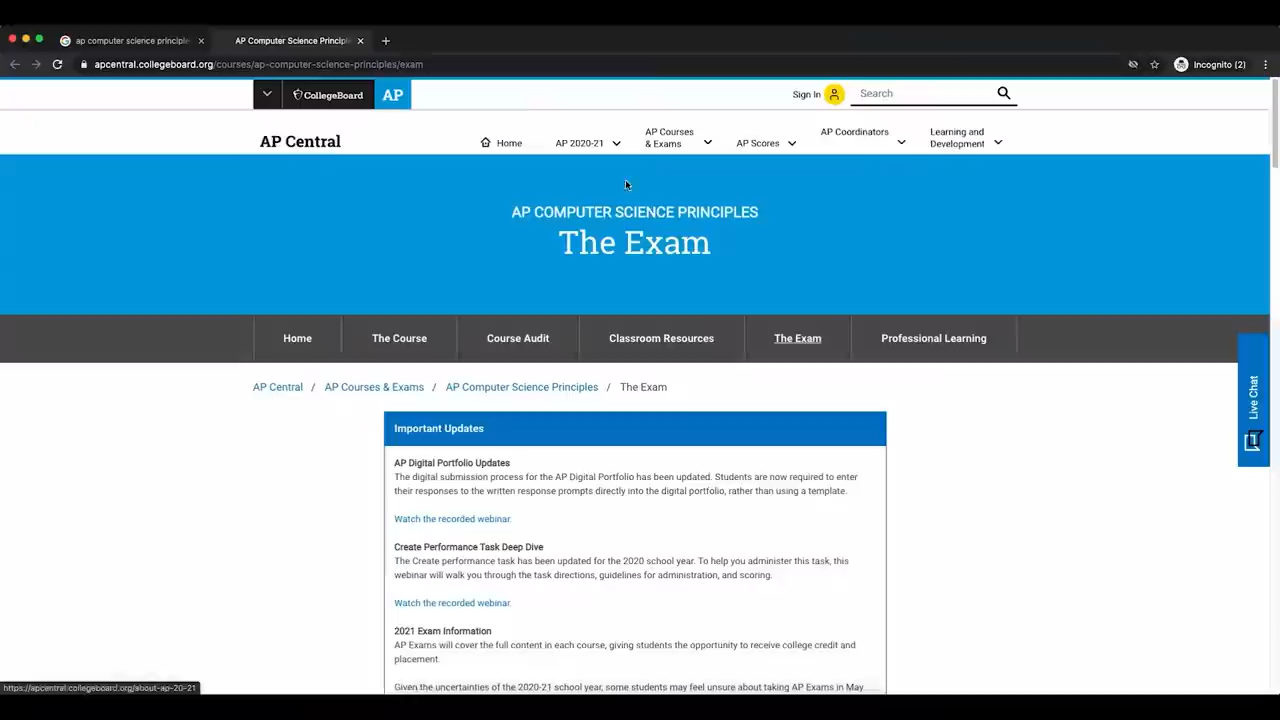 ap computer science principle
AP Computer Science Principl
apcentral.collegeboard.org/courses/ap-computer-science-principles/exam
Incognito (2)
CollegeBoard
AP
Sign In
Search
AP Central
Home
AP 2020-21
AP Courses
& Exams
AP Scores
AP Coordinators
Learning and
Development
AP COMPUTER SCIENCE PRINCIPLES
The Exam
Home
The Course
Course Audit
Classroom Resources
The Exam
Professional Learning
AP Central / AP Courses & Exams / AP Computer Science Principles / The Exam
Live Chat
Important Updates
AP Digital Portfolio Updates
The digital submission process for the AP Digital Portfolio has been updated. Students are now required to enter
their responses to the written response prompts directly into the digital portfolio, rather than using a template.
Watch the recorded webinar.
Create Performance Task Deep Dive
The Create performance task has been updated for the 2020 school year. To help you administer this task, this
webinar will walk you through the task directions, guidelines for administration, and scoring.
Watch the recorded webinar.
2021 Exam Information
AP Exams will cover the full content in each course, giving students the opportunity to receive college credit and
placement.
Given the uncertainties of the 2020-21 school year, some students may feel unsure about taking AP Exams in May
https://apcentral.collegeboard.org/about-ap-20-21